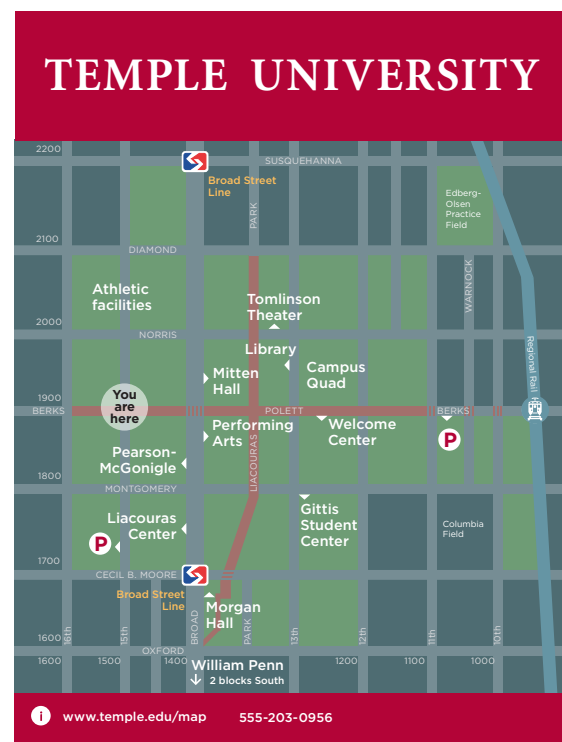 TEMPLE UNIVERSITY
2200
SUSQUEHANNA
Broad Street
Line
PARK
Edberg-
Olsen
Practice
Field
2100
DIAMOND
WARNOCK
Athletic
facilities
Tomlinson
Theater
2000
NORRIS
Library
Mitten
Hall
Campus
Quad
Regional Rail
You
are
here
1900
BERKS
POLETT
BERKS
Performing
Arts
Welcome
Center
P
Pearson-
McGonigle
LIACOURAS
1800
MONTGOMERY
Liacouras
Center
P
Gittis
Student
Center
Columbia
Field
1700
CECIL B. MOORE
Broad Street
Line
Morgan
Hall
16th
15th
BROAD
PARK
13th
12th
11th
10th
1600
OXFORD
1600
1500
1400
William Penn
2 blocks South
1200
1100
1000
i
www.temple.edu/map
555-203-0956